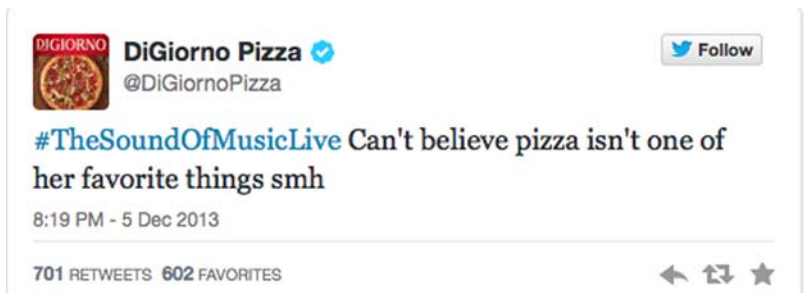 DIGIORNO
DiGiorno Pizza
@DiGiornoPizza
Follow
#TheSoundOfMusicLive Can't believe pizza isn't one of
her favorite things smh
8:19 PM - 5 Dec 2013
701 RETWEETS 602 FAVORITES